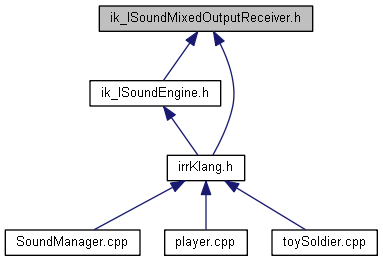 ik_ISoundMixedOutputReceiver.h
ik_ISoundEngine.h
irrKlang.h
SoundManager.cpp
player.cpp
toySoldier.cpp